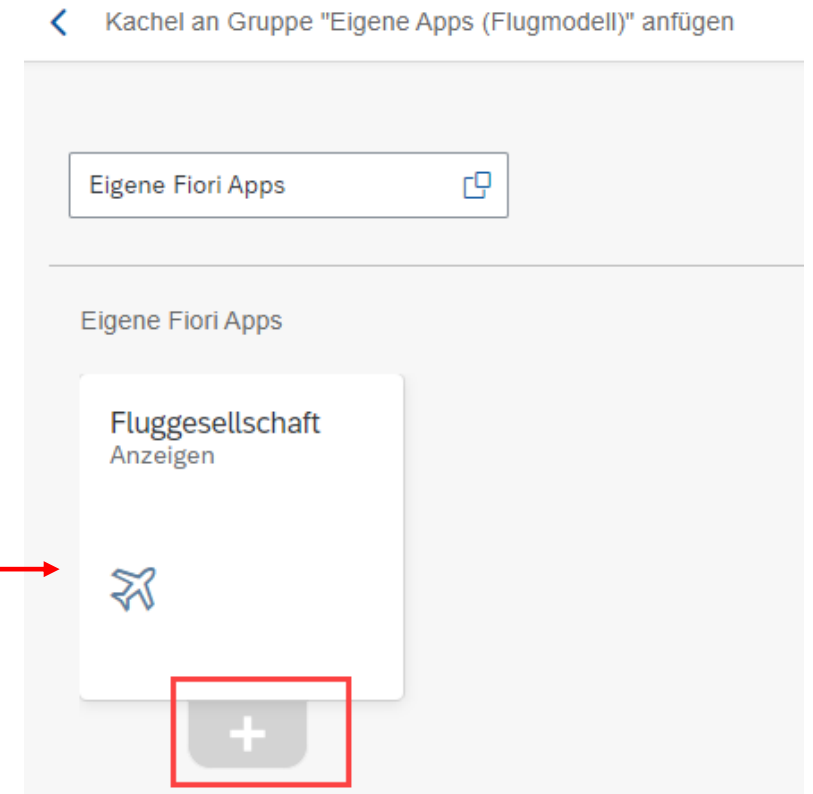 Kachel an Gruppe "Eigene Apps (Flugmodell)" anfügen
Eigene Fiori Apps
Eigene Fiori Apps
Fluggesellschaft
Anzeigen